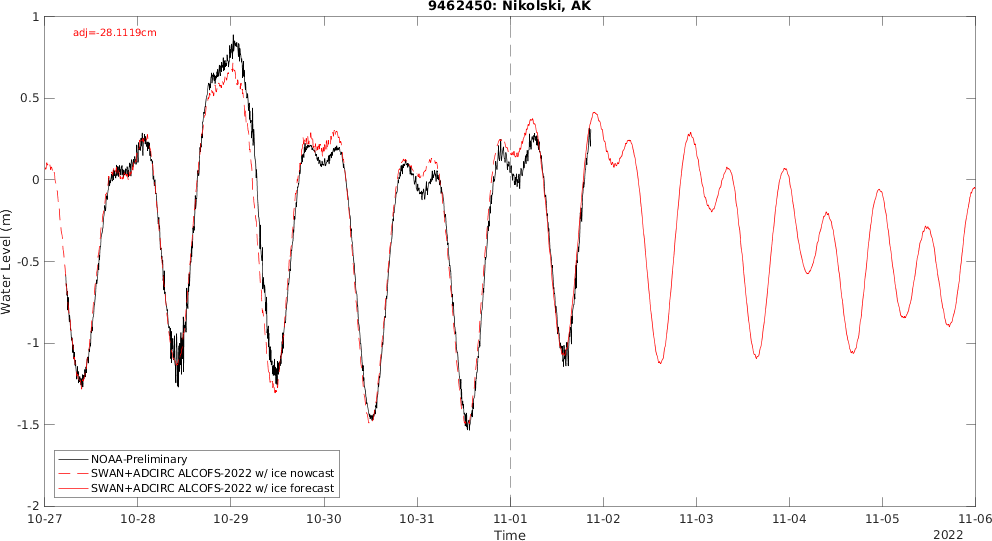 9462450: Nikolski, AK
adj=-28.1119cm
Water Level (m)
1
0.5
0
-0.5
-1
-1.5
-2
NOAA-Preliminary
SWAN+ADCIRC ALCOFS-2022 w/ ice nowcast
SWAN+ADCIRC ALCOFS-2022 w/ ice forecast
10-27 10-28 10-29 10-30 10-31 11-01 11-02 11-03 11-04 11-05 11-06
Time
2022